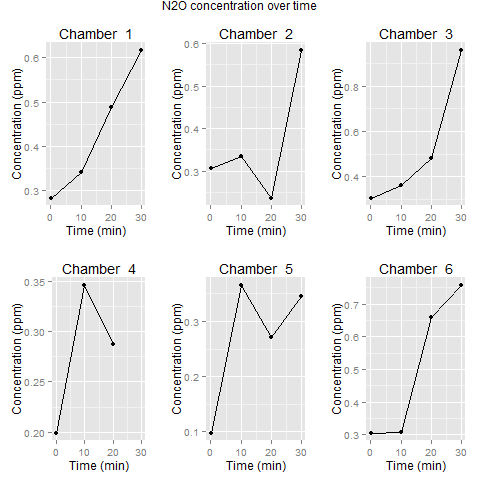 N2O concentration over time
Chamber 1
Chamber 2
Chamber 3
Concentration (ppm)
0.6
0.5
0.4
0.3
0 10 20 30
Time (min)
Concentration (ppm)
0.6
0.5
0.4
0.3
0 10 20 30
Time (min)
Concentration (ppm)
0.8
0.6
0.4
0 10 20 30
Time (min)
Chamber 4
Chamber 5
Chamber 6
Concentration (ppm)
0.35
0.30
0.25
0.20
0 10 20 30
Time (min)
Concentration (ppm)
0.3
0.2
0.1
0 10 20 30
Time (min)
Concentration (ppm)
0.7
0.6
0.5
0.4
0.3
0 10 20 30
Time (min)